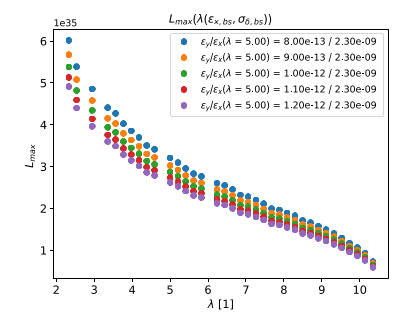 L_max(λ(ε_x,bs, σ_δ,bs))
1e35
ε_y/ε_x(λ = 5.00) = 8.00e-13 / 2.30e-09
ε_y/ε_x(λ = 5.00) = 9.00e-13 / 2.30e-09
ε_y/ε_x(λ = 5.00) = 1.00e-12 / 2.30e-09
ε_y/ε_x(λ = 5.00) = 1.10e-12 / 2.30e-09
ε_y/ε_x(λ = 5.00) = 1.20e-12 / 2.30e-09
6
5
4
3
2
1
L_max
2 3 4 5 6 7 8 9 10
λ [1]